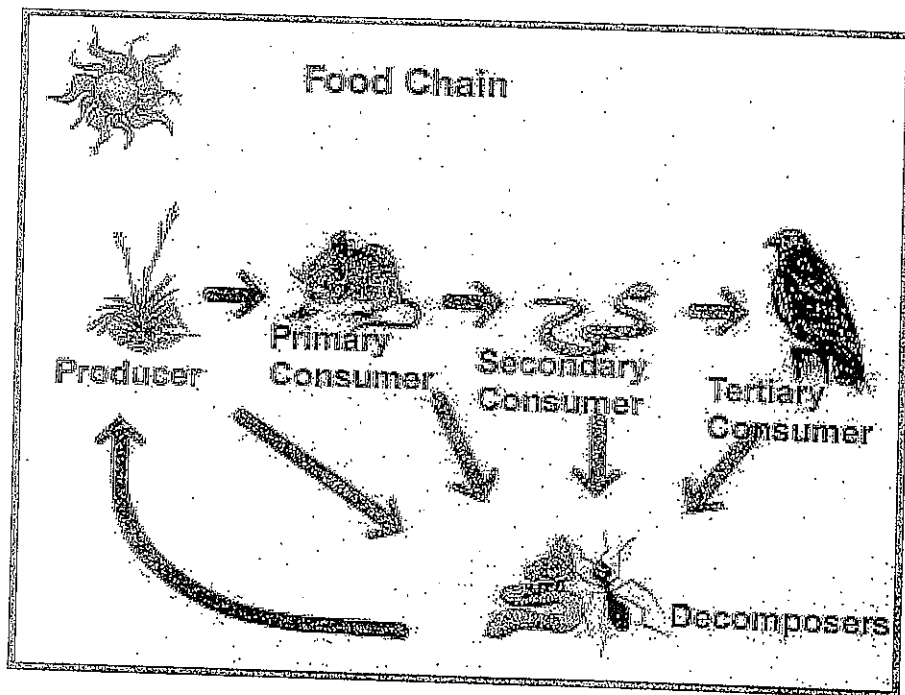 Food Chain
Producer
Primary
Consumer
Secondary
Consumer
Tertiary
Consumer
Decomposers